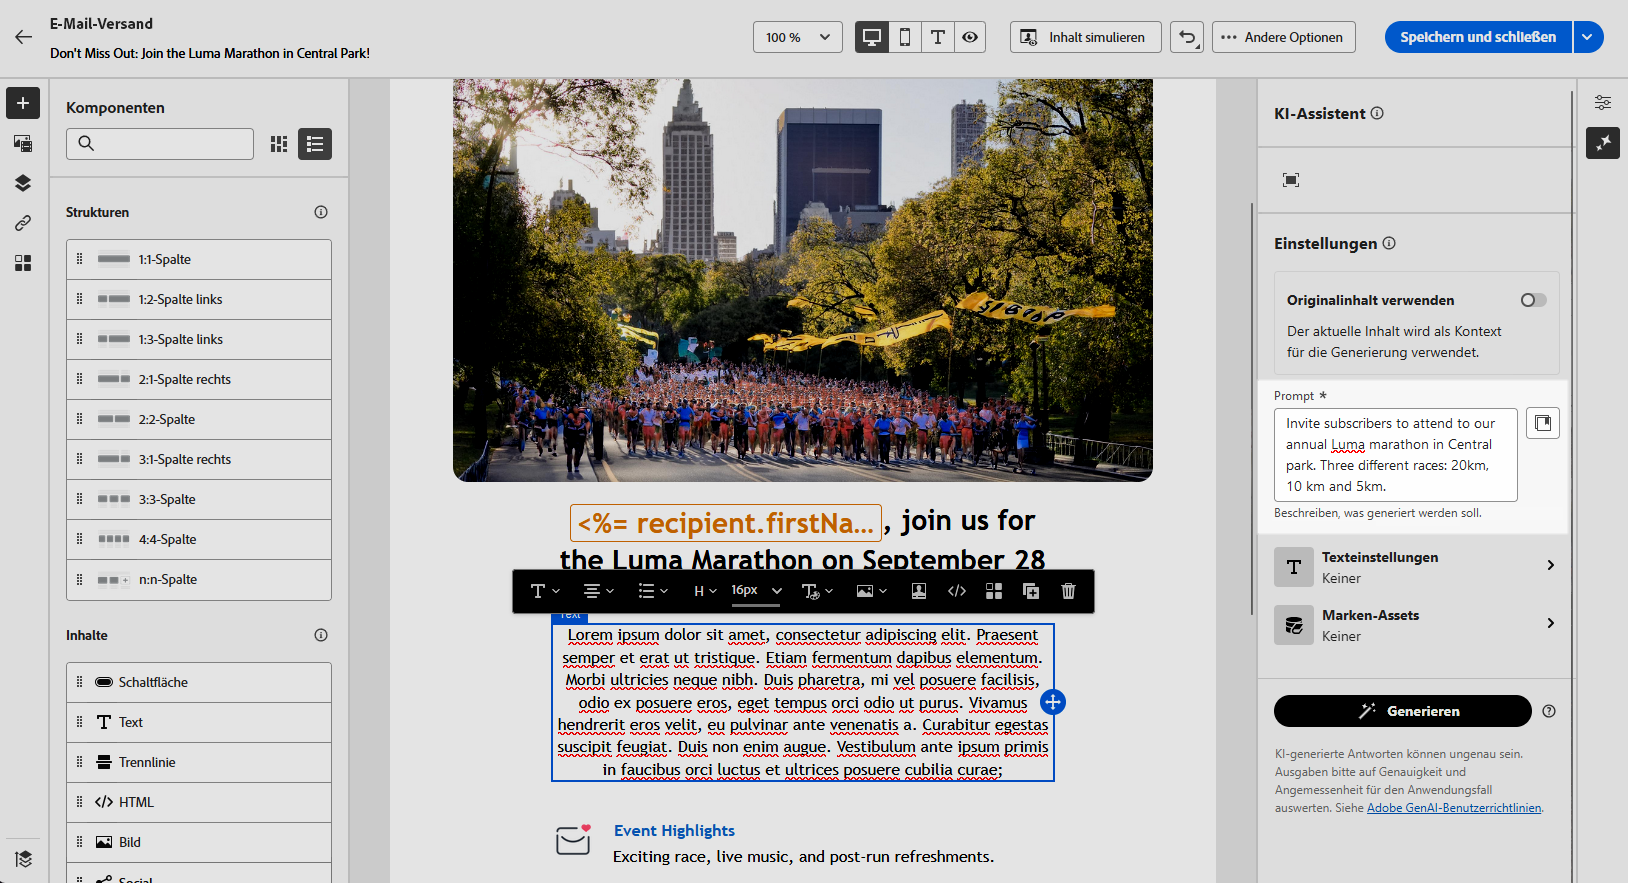 E-Mail-Versand
Don't Miss Out: Join the Luma Marathon in Central Park!
100 %
Inhalt simulieren
Andere Optionen
Speichern und schließen
Komponenten
Strukturen
1:1-Spalte
1:2-Spalte links
1:3-Spalte links
2:1-Spalte rechts
2:2-Spalte
3:1-Spalte rechts
3:3-Spalte
4:4-Spalte
n:n-Spalte
Inhalte
Schaltfläche
Text
Trennlinie
HTML
Bild
Social
<%= recipient.firstNa... , join us for
the Luma Marathon on September 28
H
16px
Text
Lorem ipsum dolor sit amet, consectetur adipiscing elit. Praesent
semper et erat ut tristique. Etiam fermentum dapibus elementum.
Morbi ultricies neque nibh. Duis pharetra, mi vel posuere facilisis,
odio ex posuere eros, eget tempus orci odio ut purus. Vivamus
hendrerit eros velit, eu pulvinar ante venenatis a. Curabitur egestas
suscipit feugiat. Duis non enim augue. Vestibulum ante ipsum primis
in faucibus orci luctus et ultrices posuere cubilia curae;
Event Highlights
Exciting race, live music, and post-run refreshments.
KI-Assistent
Einstellungen
Originalinhalt verwenden
Der aktuelle Inhalt wird als Kontext
für die Generierung verwendet.
Prompt *
Invite subscribers to attend to our
annual Luma marathon in Central
park. Three different races: 20km,
10 km and 5km.
Beschreiben, was generiert werden soll.
Texteinstellungen
Keiner
Marken-Assets
Keiner
Generieren
KI-generierte Antworten können ungenau sein.
Ausgaben bitte auf Genauigkeit und
Angemessenheit für den Anwendungsfall
auswerten. Siehe Adobe GenAI-Benutzerrichtlinien.